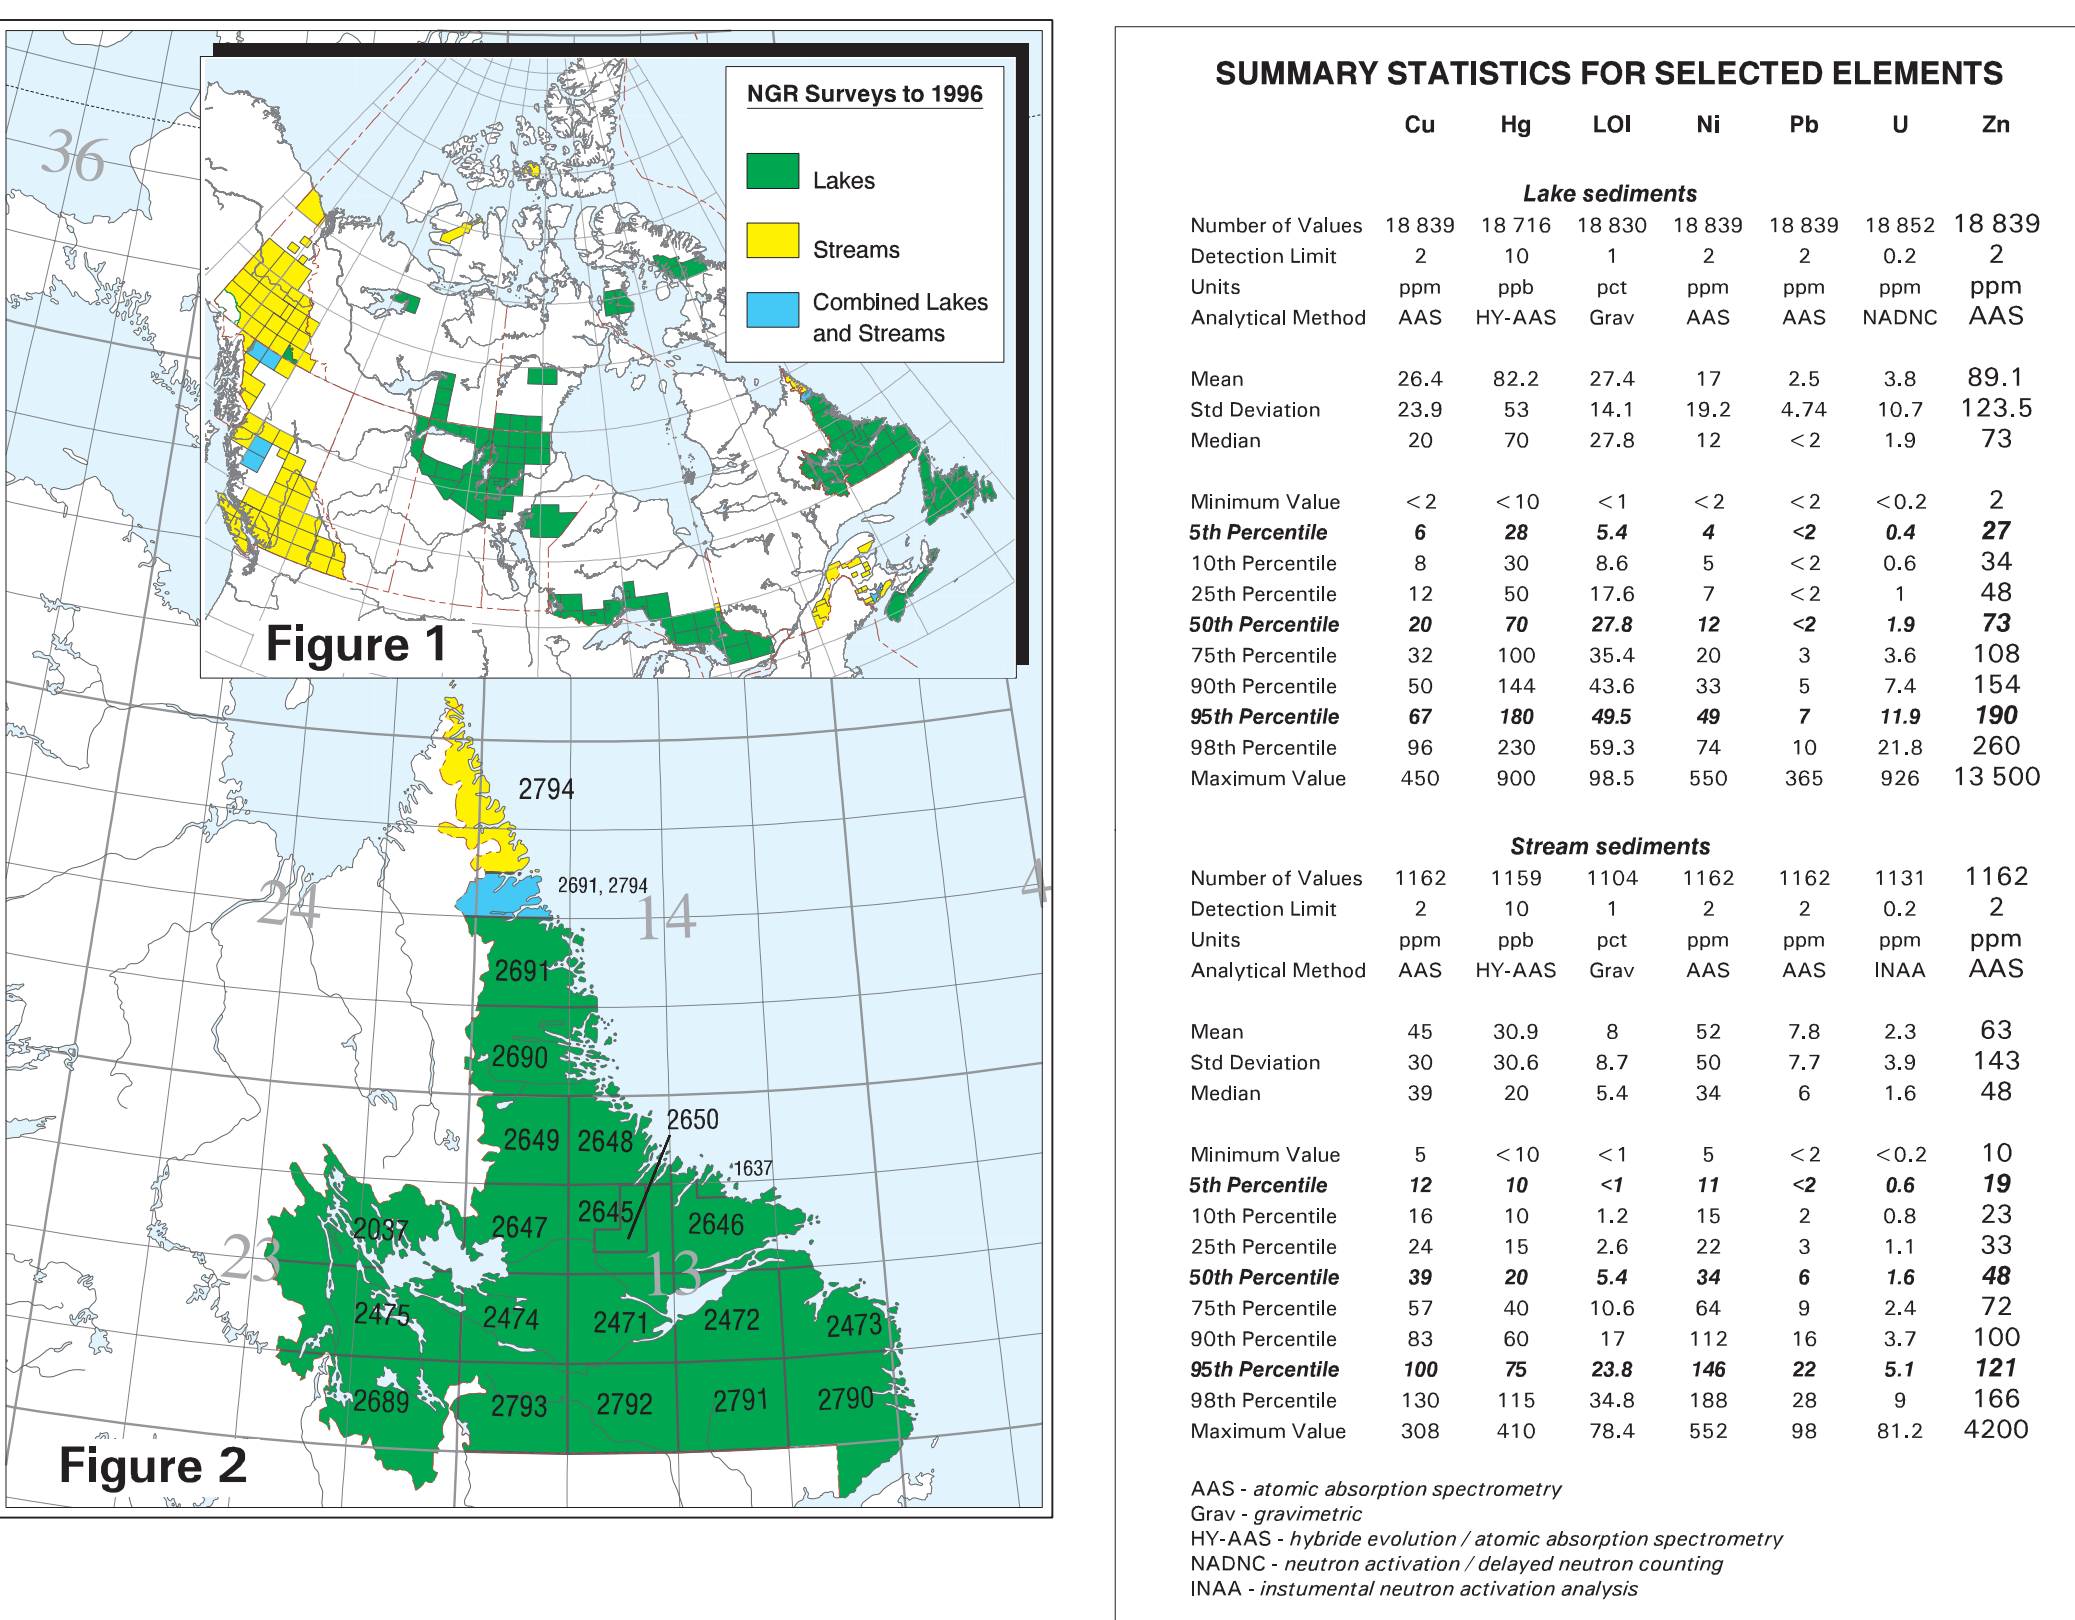 NGR Surveys to 1996
Lakes
Streams
Combined Lakes
and Streams
Figure 1
36
2794
2691, 2794
24
14
4
2691
2690
2650
2649
2648
1637
2037
2647
2645
2646
23
13
2475
2474
2471
2472
2473
2689
2793
2792
2791
2790
Figure 2
SUMMARY STATISTICS FOR SELECTED ELEMENTS
Cu Hg LOI Ni Pb U Zn
Lake sediments
Number of Values 18 839 18 716 18 830 18 839 18 839 18 852 18 839
Detection Limit 2 10 1 2 2 0.2 2
Units ppm ppb pct ppm ppm ppm ppm
Analytical Method AAS HY-AAS Grav AAS AAS NADNC AAS
Mean 26.4 82.2 27.4 17 2.5 3.8 89.1
Std Deviation 23.9 53 14.1 19.2 4.74 10.7 123.5
Median 20 70 27.8 12 <2 1.9 73
Minimum Value <2 <10 <1 <2 <2 <0.2 2
5th Percentile 6 28 5.4 4 <2 0.4 27
10th Percentile 8 30 8.6 5 <2 0.6 34
25th Percentile 12 50 17.6 7 <2 1 48
50th Percentile 20 70 27.8 12 <2 1.9 73
75th Percentile 32 100 35.4 20 3 3.6 108
90th Percentile 50 144 43.6 33 5 7.4 154
95th Percentile 67 180 49.5 49 7 11.9 190
98th Percentile 96 230 59.3 74 10 21.8 260
Maximum Value 450 900 98.5 550 365 926 13 500
Stream sediments
Number of Values 1162 1159 1104 1162 1162 1131 1162
Detection Limit 2 10 1 2 2 0.2 2
Units ppm ppb pct ppm ppm ppm ppm
Analytical Method AAS HY-AAS Grav AAS AAS INAA AAS
Mean 45 30.9 8 52 7.8 2.3 63
Std Deviation 30 30.6 8.7 50 7.7 3.9 143
Median 39 20 5.4 34 6 1.6 48
Minimum Value 5 <10 <1 5 <2 <0.2 10
5th Percentile 12 10 <1 11 <2 0.6 19
10th Percentile 16 10 1.2 15 2 0.8 23
25th Percentile 24 15 2.6 22 3 1.1 33
50th Percentile 39 20 5.4 34 6 1.6 48
75th Percentile 57 40 10.6 64 9 2.4 72
90th Percentile 83 60 17 112 16 3.7 100
95th Percentile 100 75 23.8 146 22 5.1 121
98th Percentile 130 115 34.8 188 28 9 166
Maximum Value 308 410 78.4 552 98 81.2 4200
AAS - atomic absorption spectrometry
Grav - gravimetric
HY-AAS - hybride evolution / atomic absorption spectrometry
NADNC - neutron activation / delayed neutron counting
INAA - instumental neutron activation analysis